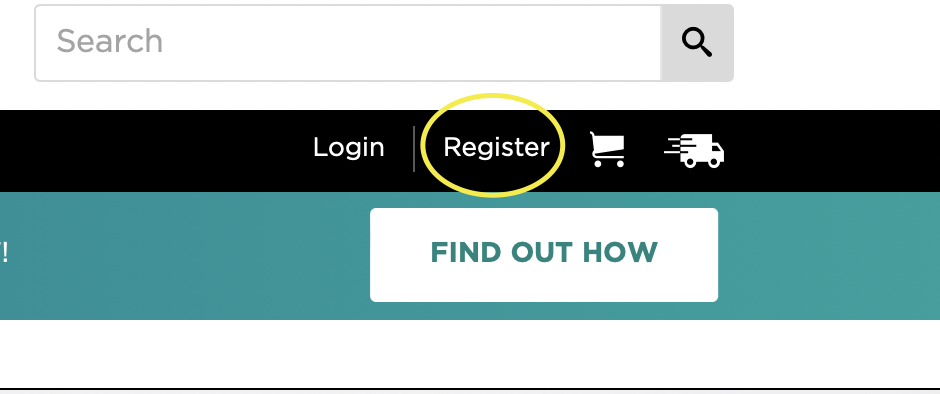 Search
Login
Register
!
FIND OUT HOW